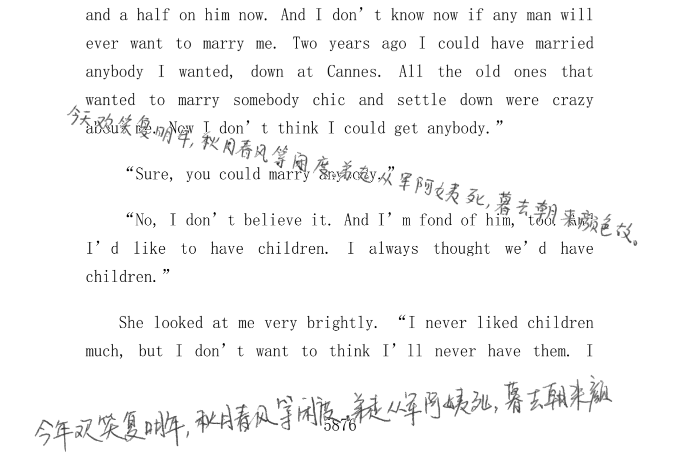 and a half on him now. And I don’t know now if any man will
ever want to marry me. Two years ago I could have married
anybody I wanted, down at Cannes. All the old ones that
wanted to marry somebody chic and settle down were crazy
about me. Now I don’t think I could get anybody.”
今天欢笑复明年,秋月春风等闲度弟走从军阿姨死,暮去朝来颜色故。
“Sure, you could marry anybody.”
“No, I don’t believe it. And I’m fond of him, too. And
I’d like to have children. I always thought we’d have
children.”
She looked at me very brightly. “I never liked children
much, but I don’t want to think I’ll never have them. I
今年欢笑复明年,秋月春风等闲度.弟走从军阿姨死,暮去朝来颜
5876